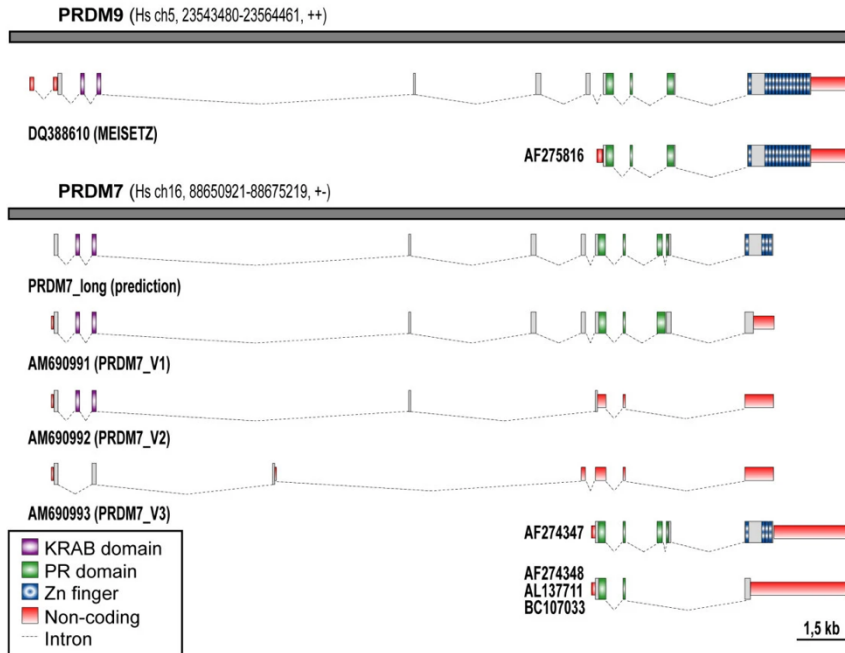 PRDM9 (Hs ch5, 23543480-23564461, ++)
DQ388610 (MEISETZ)
AF275816
PRDM7 (Hs ch16, 88650921-88675219, +-)
PRDM7_long (prediction)
AM690991 (PRDM7_V1)
AM690992 (PRDM7_V2)
AM690993 (PRDM7_V3)
AF274347
AF274348
AL137711
BC107033
KRAB domain
PR domain
Zn finger
Non-coding
Intron
1,5 kb